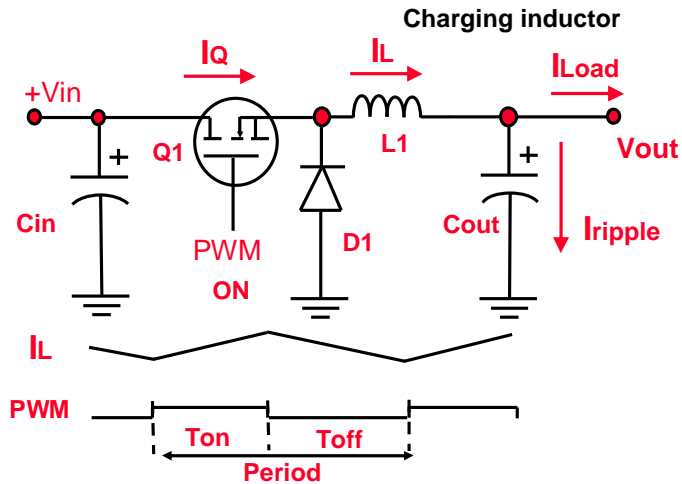 Charging inductor
IQ
IL
ILoad
+Vin
+
Q1
L1
+
Vout
Cin
PWM
D1
Cout
Iripple
ON
IL
PWM
Ton
Toff
Period